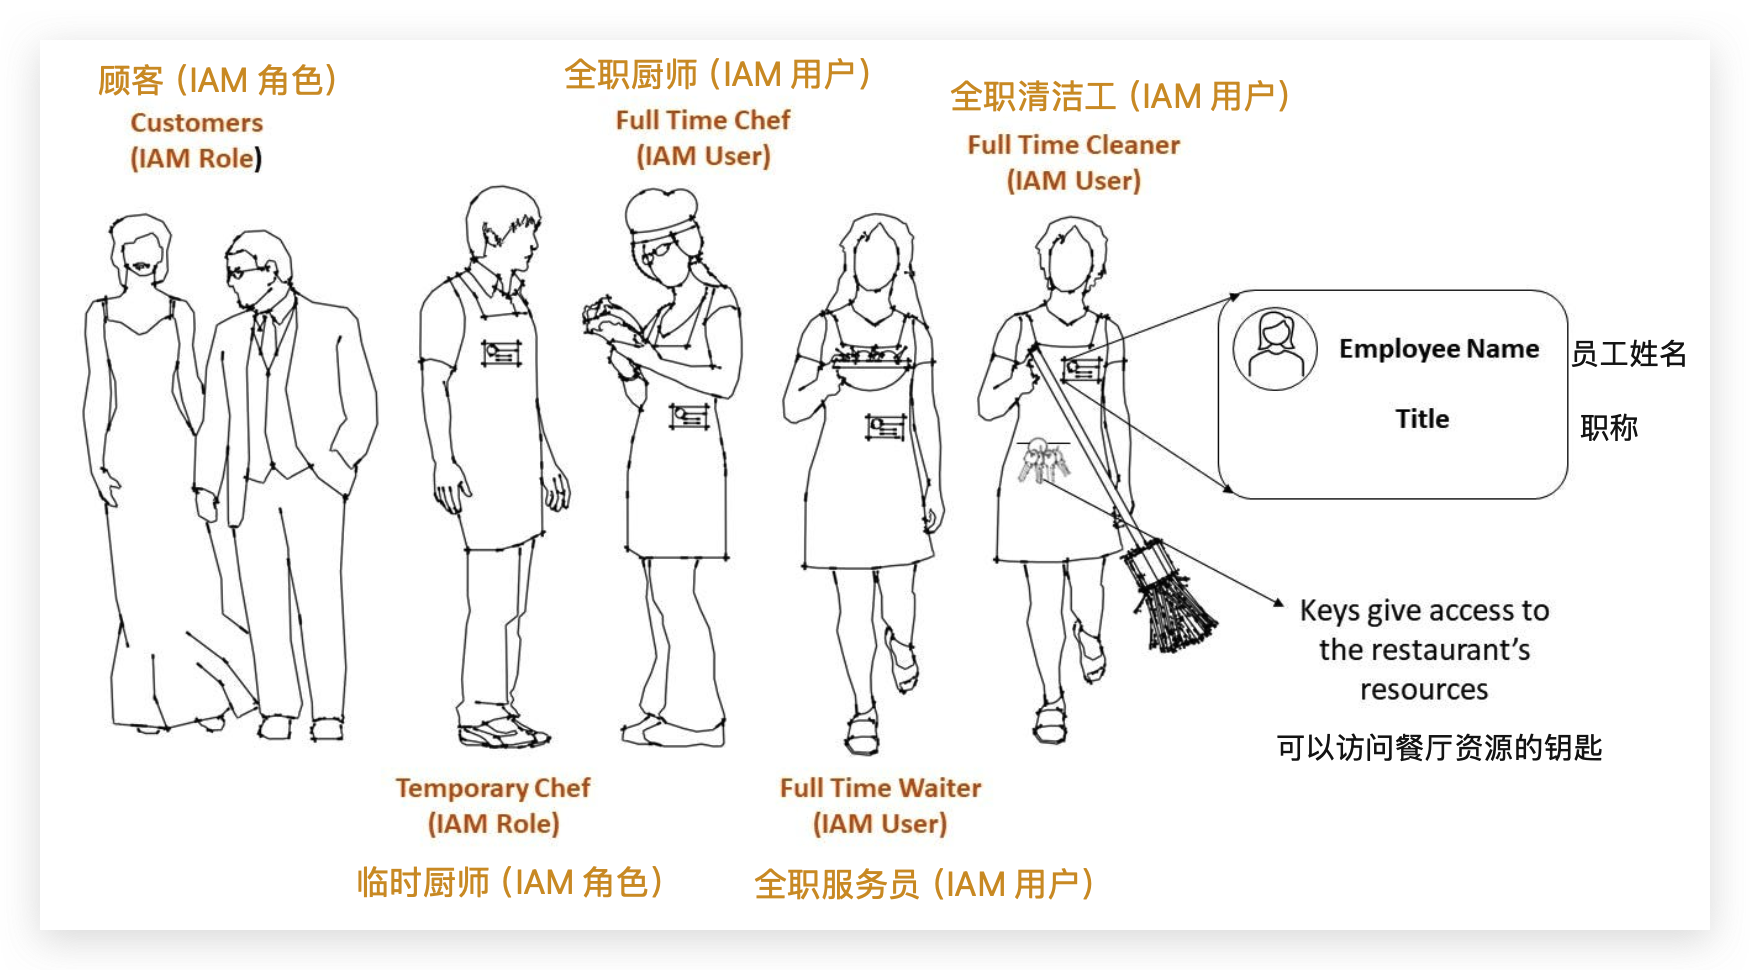 顾客（IAM 角色）
Customers
(IAM Role)
全职厨师（IAM 用户）
Full Time Chef
(IAM User)
全职清洁工（IAM 用户）
Full Time Cleaner
(IAM User)
Employee Name
员工姓名
Title
职称
Keys give access to
the restaurant’s
resources
可以访问餐厅资源的钥匙
Temporary Chef
(IAM Role)
临时厨师（IAM 角色）
Full Time Waiter
(IAM User)
全职服务员（IAM 用户）